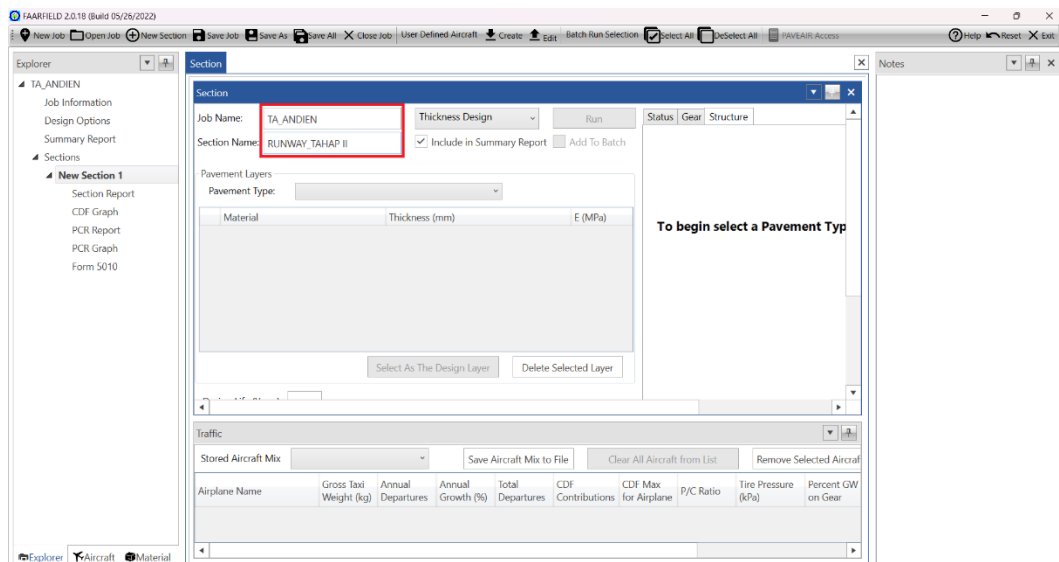 FAARFIELD 2.0.18 (Build 05/26/2022)
New Job Open Job New Section Save Job Save As Save All Close Job User Defined Aircraft Create Edit Batch Run Selection Select All DeSelect All PAVEAIR Access Help Reset Exit
Explorer
TA_ANDIEN
Job Information
Design Options
Summary Report
Sections
New Section 1
Section Report
CDF Graph
PCR Report
PCR Graph
Form 5010
Explorer Aircraft Material
Section
Section
Job Name: TA_ANDIEN Thickness Design Run
Section Name: RUNWAY_TAHAP II Include in Summary Report Add To Batch
Pavement Layers
Pavement Type:
Material Thickness (mm) E (MPa)
Select As The Design Layer Delete Selected Layer
Status Gear Structure
To begin select a Pavement Typ
Traffic
Stored Aircraft Mix Save Aircraft Mix to File Clear All Aircraft from List Remove Selected Aircraf
Airplane Name Gross Taxi Weight (kg) Annual Departures Annual Growth (%) Total Departures CDF Contributions CDF Max for Airplane P/C Ratio Tire Pressure (kPa) Percent GW on Gear
Notes